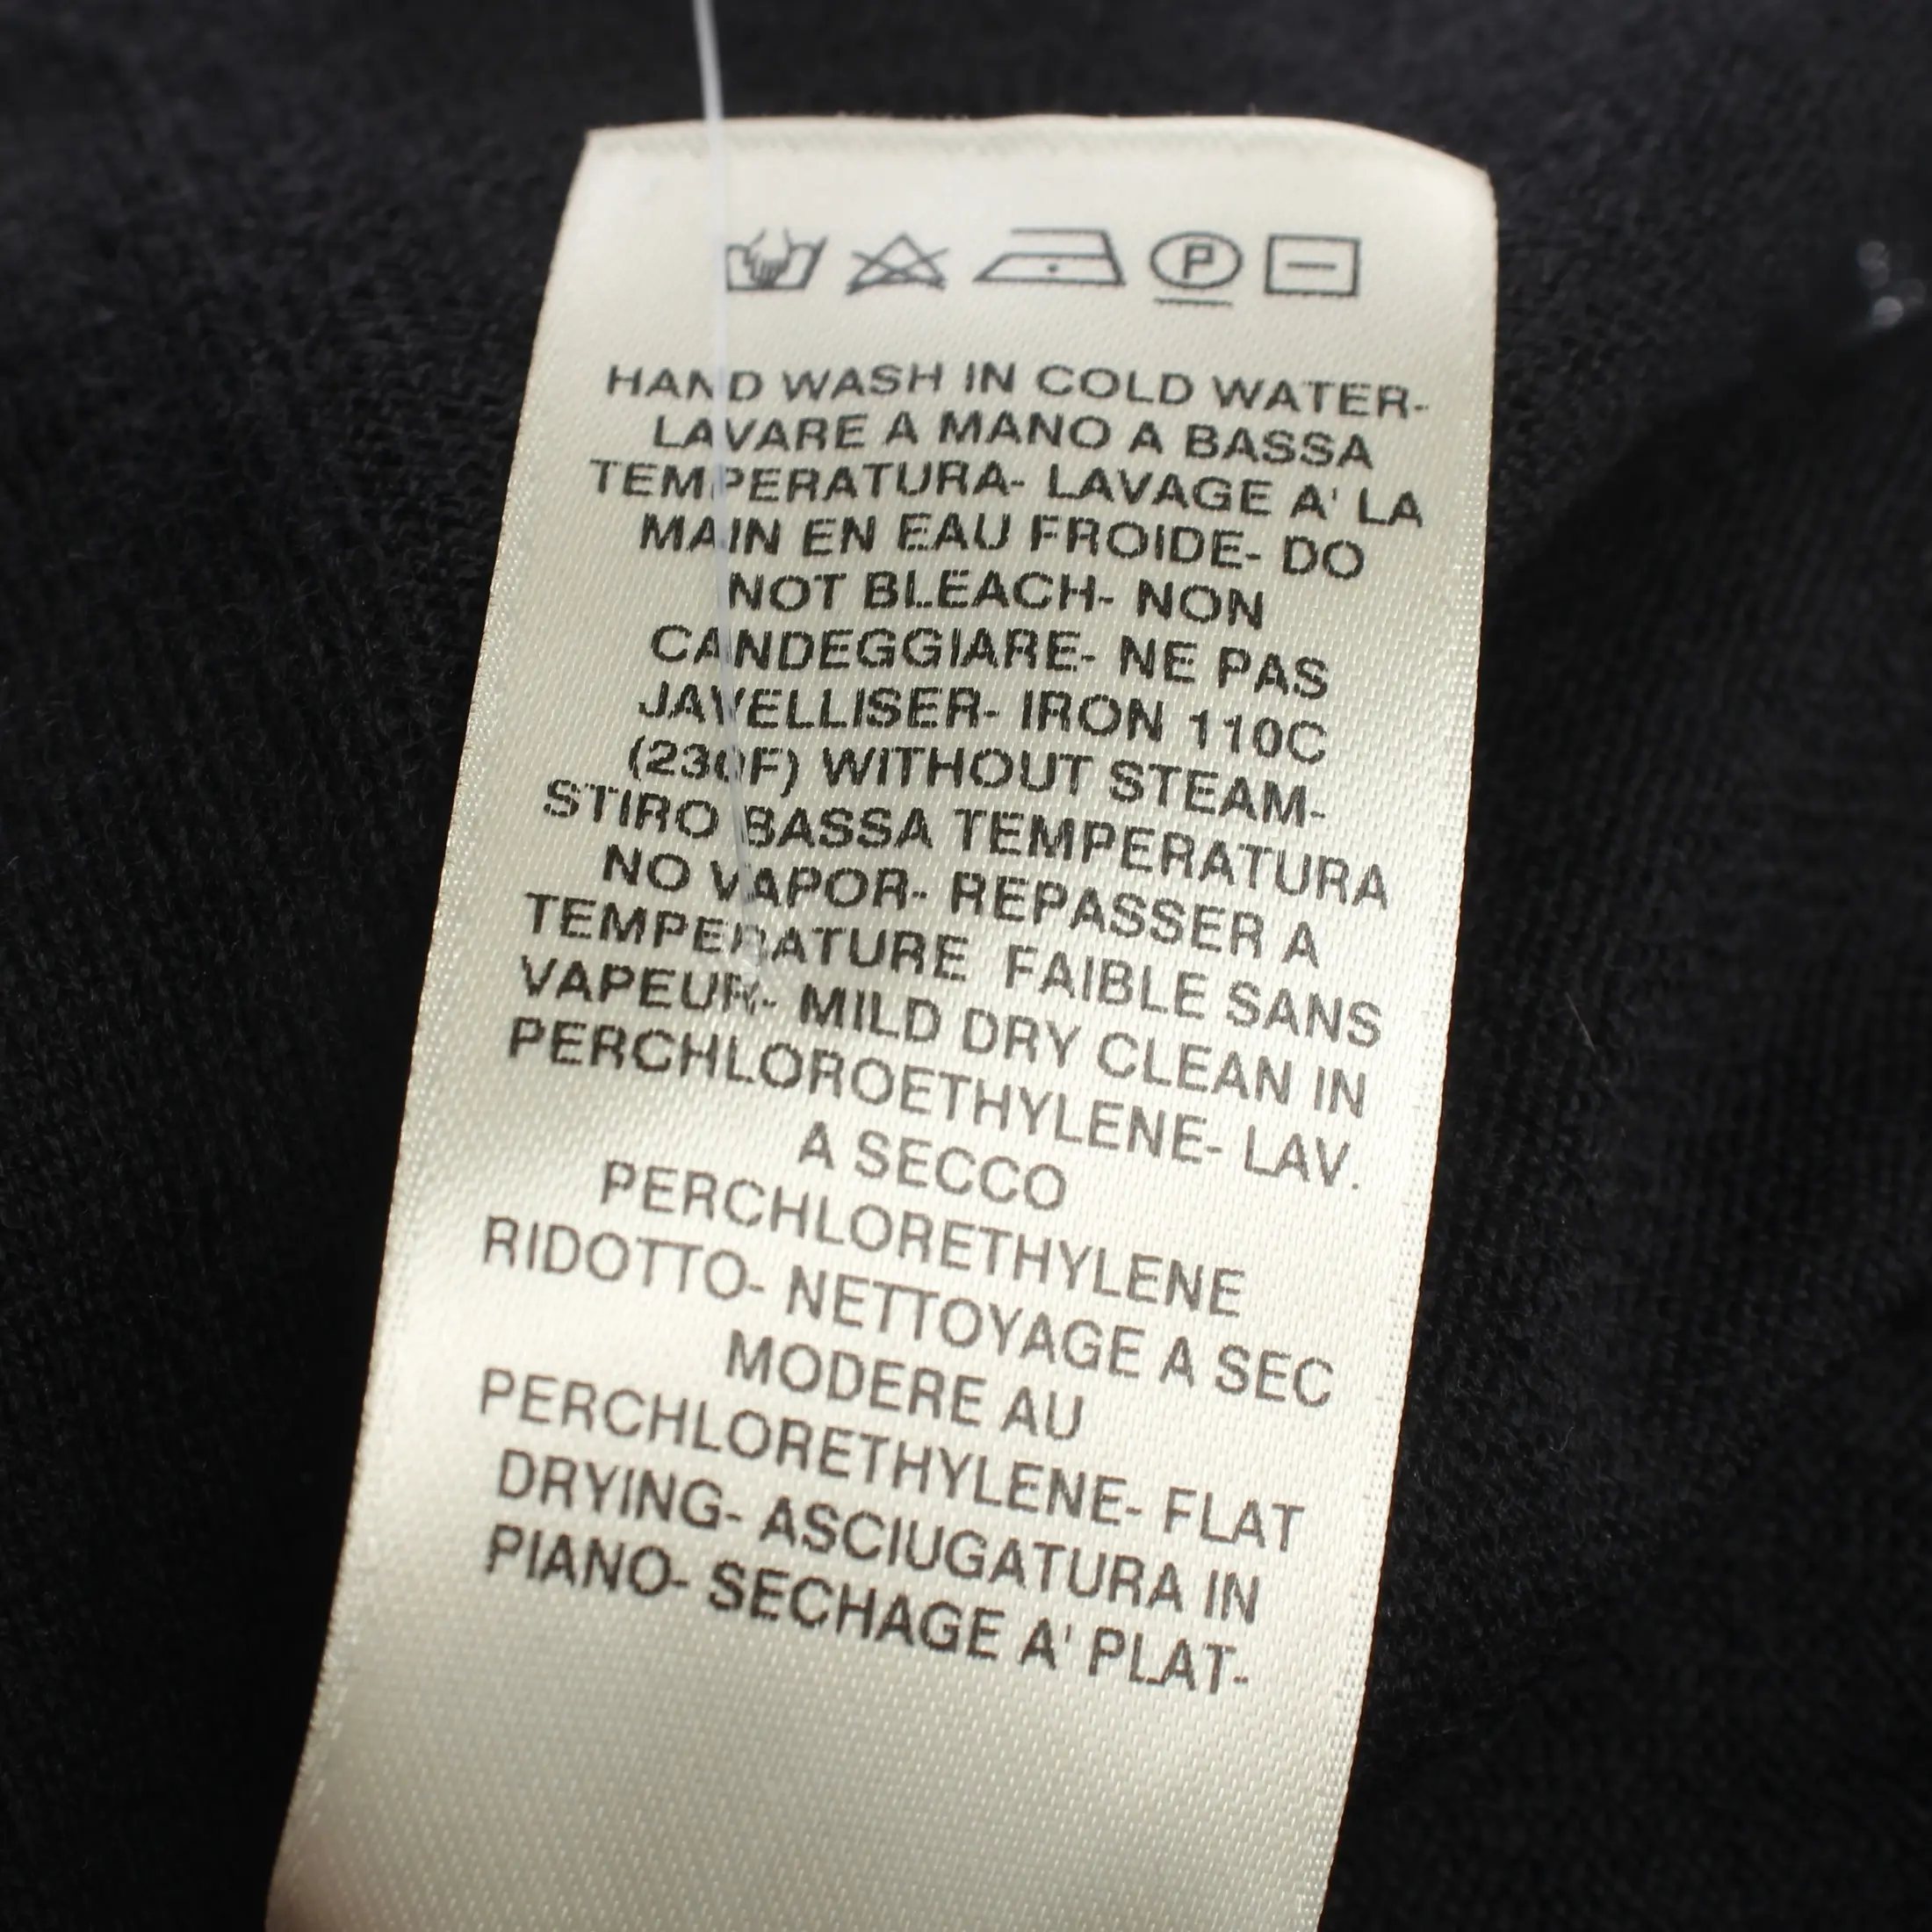 P
HAND WASH IN COLD WATER-
LAVARE A MANO A BASSA
TEMPERATURA- LAVAGE A' LA
MAIN EN EAU FROIDE- DO
NOT BLEACH- NON
CANDEGGIARE- NE PAS
JAVELLISER- IRON 110C
(230F) WITHOUT STEAM-
STIRO BASSA TEMPERATURA
NO VAPOR- REPASSER A
TEMPERATURE FAIBLE SANS
VAPEUR- MILD DRY CLEAN IN
PERCHLOROETHYLENE- LAV.
A SECCO
PERCHLORETHYLENE
RIDOTTO- NETTOYAGE A SEC
MODERE AU
PERCHLORETHYLENE- FLAT
DRYING- ASCIUGATURA IN
PIANO- SECHAGE A' PLAT-